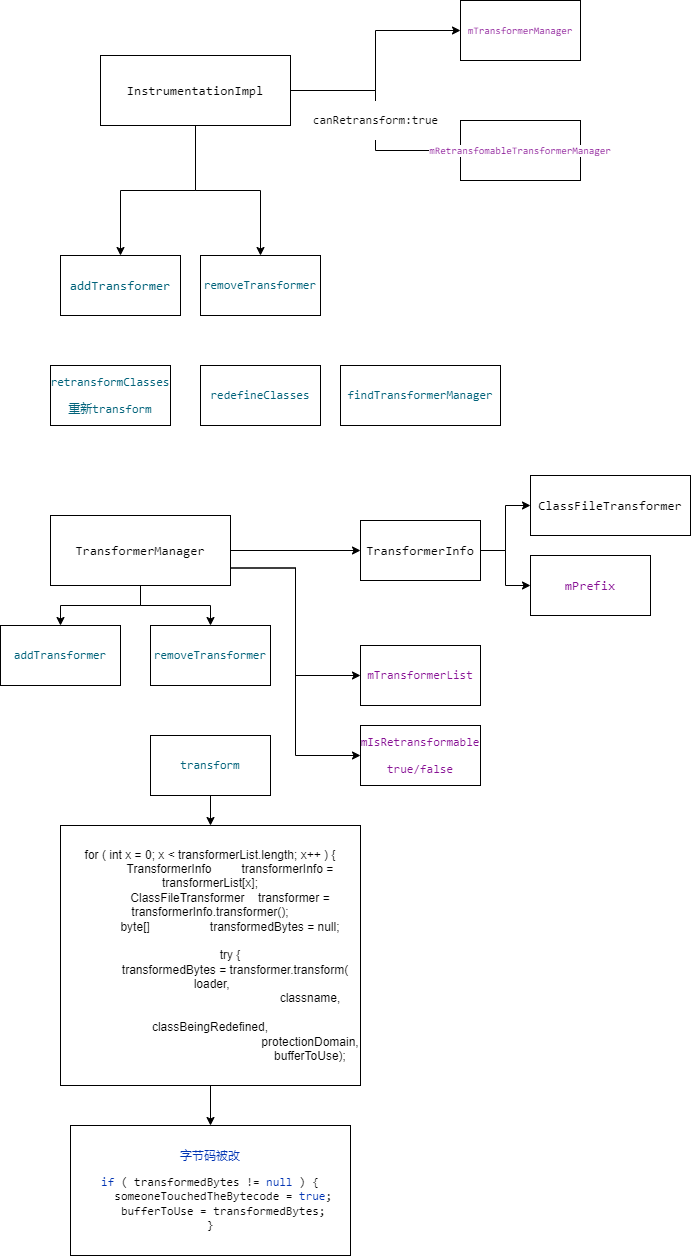 mTransformerManager
InstrumentationImpl
canRetransform:true
mRetransfomableTransformerManager
addTransformer
removeTransformer
retransformClasses
重新transform
redefineClasses
findTransformerManager
TransformerManager
TransformerInfo
ClassFileTransformer
mPrefix
addTransformer
removeTransformer
mTransformerList
mIsRetransformable
true/false
transform
for ( int x = 0; x < transformerList.length; x++ ) {
TransformerInfo transformerInfo =
transformerList[x];
ClassFileTransformer transformer =
transformerInfo.transformer();
byte[] transformedBytes = null;
try {
transformedBytes = transformer.transform(
loader,
classname,
classBeingRedefined,
protectionDomain,
bufferToUse);
字节码被改
if ( transformedBytes != null ) {
someoneTouchedTheBytecode = true;
bufferToUse = transformedBytes;
}